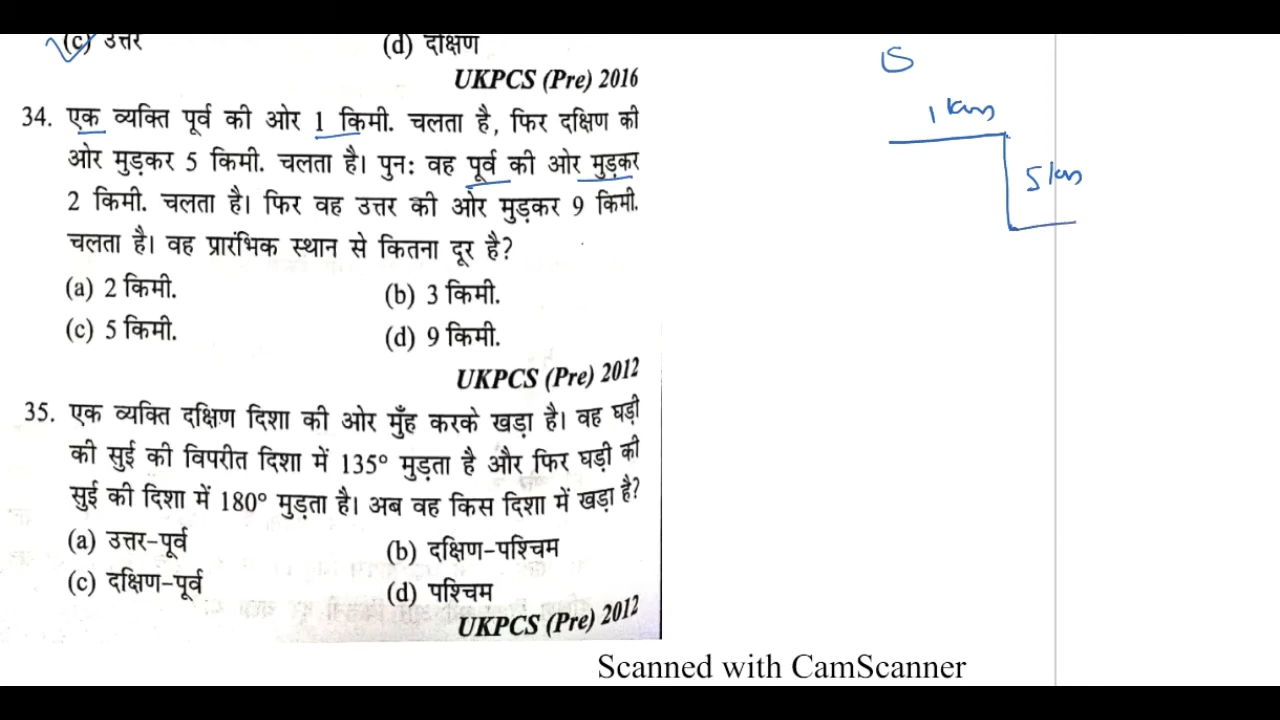 (c) उत्तर (d) दक्षिण
UKPCS (Pre) 2016
34. एक व्यक्ति पूर्व की ओर 1 किमी. चलता है, फिर दक्षिण की
ओर मुड़कर 5 किमी. चलता है। पुनः वह पूर्व की ओर मुड़कर
2 किमी. चलता है। फिर वह उत्तर की ओर मुड़कर 9 किमी.
चलता है। वह प्रारंभिक स्थान से कितना दूर है?
(a) 2 किमी. (b) 3 किमी.
(c) 5 किमी. (d) 9 किमी.
UKPCS (Pre) 2012
35. एक व्यक्ति दक्षिण दिशा की ओर मुँह करके खड़ा है। वह घड़ी
की सुई की विपरीत दिशा में 135° मुड़ता है और फिर घड़ी की
सुई की दिशा में 180° मुड़ता है। अब वह किस दिशा में खड़ा है?
(a) उत्तर-पूर्व (b) दक्षिण-पश्चिम
(c) दक्षिण-पूर्व (d) पश्चिम
UKPCS (Pre) 2012
Scanned with CamScanner
1 km
5 km